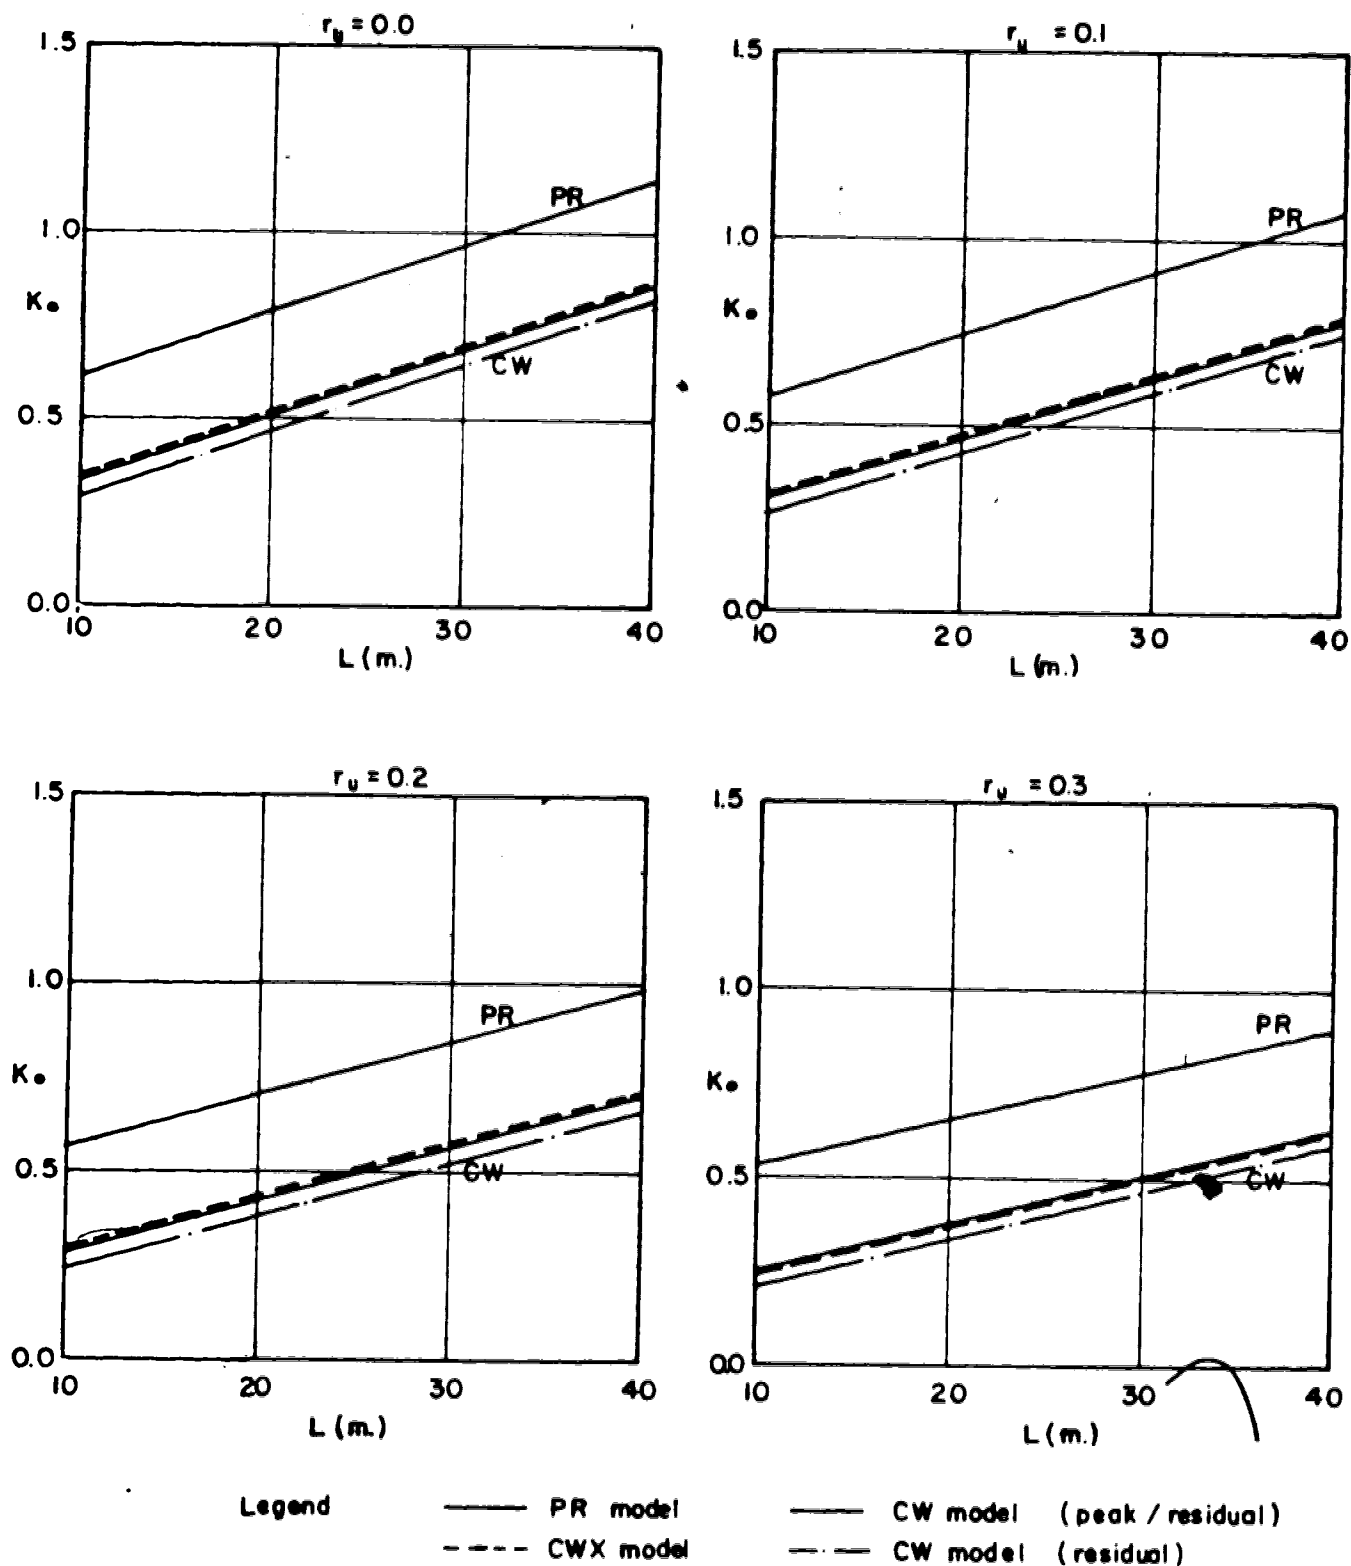 r_u = 0.0
1.5
1.0
K•
0.5
0.0
PR
CW
10 20 30 40
L (m.)
r_u = 0.1
1.5
1.0
K•
0.5
0.0
PR
CW
10 20 30 40
L (m.)
r_u = 0.2
1.5
1.0
K•
0.5
0.0
PR
CW
10 20 30 40
L (m.)
r_u = 0.3
1.5
1.0
K•
0.5
0.0
PR
CW
10 20 30 40
L (m.)
Legend
PR model
CW model (peak / residual)
CWX model
CW model (residual)